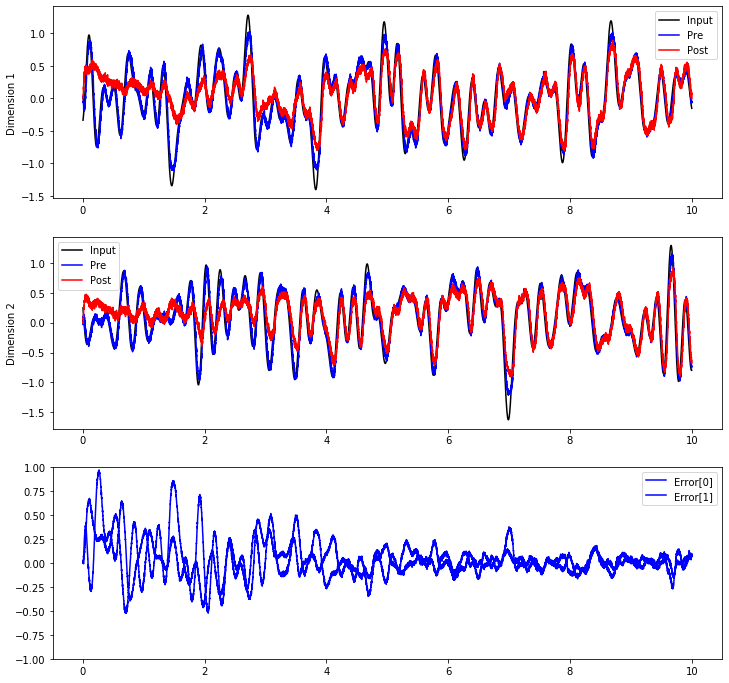 1.0
0.5
0.0
−0.5
−1.0
−1.5
Dimension 1
Input
Pre
Post
0 2 4 6 8 10
1.0
0.5
0.0
−0.5
−1.0
−1.5
Dimension 2
Input
Pre
Post
0 2 4 6 8 10
1.00
0.75
0.50
0.25
0.00
−0.25
−0.50
−0.75
−1.00
Error[0]
Error[1]
0 2 4 6 8 10